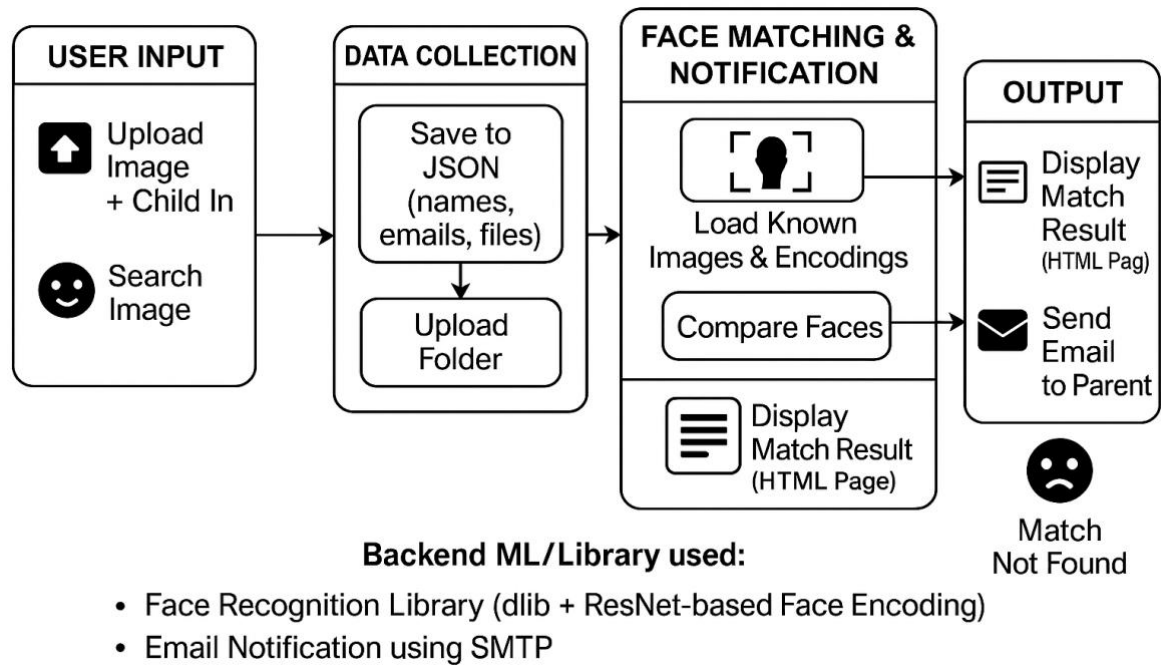 USER INPUT
Upload
Image
+ Child In
Search
Image
DATA COLLECTION
Save to
JSON
(names,
emails, files)
Upload
Folder
FACE MATCHING &
NOTIFICATION
Load Known
Images & Encodings
Compare Faces
Display
Match Result
(HTML Page)
OUTPUT
Display
Match
Result
(HTML Pag)
Send
Email
to Parent
Match
Not Found
Backend ML/Library used:
• Face Recognition Library (dlib + ResNet-based Face Encoding)
• Email Notification using SMTP